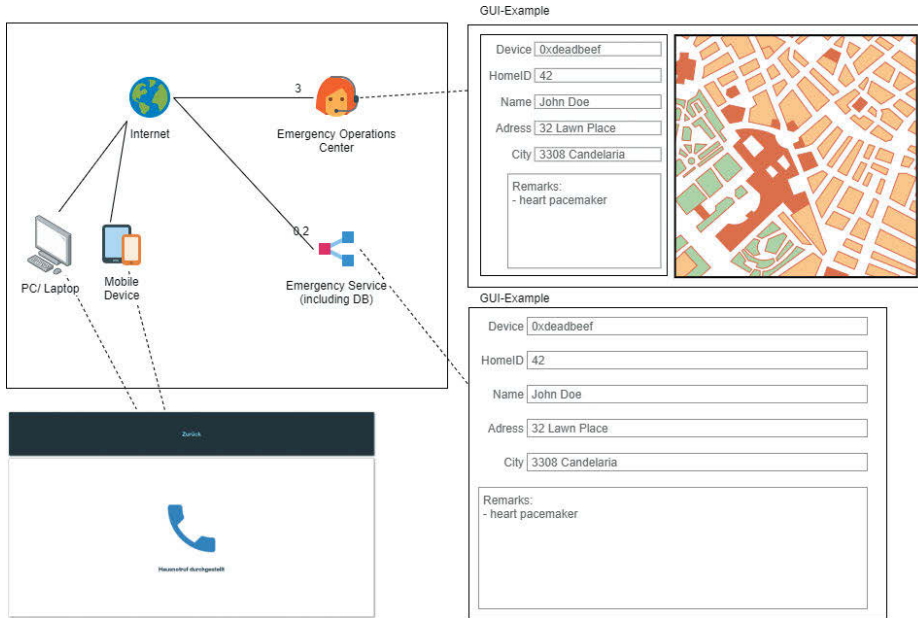 GUI-Example
3
Internet
Emergency Operations
Center
0,2
PC/ Laptop
Mobile
Device
Emergency Service
(including DB)
Device 0xdeadbeef
HomeID 42
Name John Doe
Adress 32 Lawn Place
City 3308 Candelaria
Remarks:
- heart pacemaker
GUI-Example
Device 0xdeadbeef
HomeID 42
Name John Doe
Adress 32 Lawn Place
City 3308 Candelaria
Remarks:
- heart pacemaker
Zurück
Hausnotruf durchgestellt